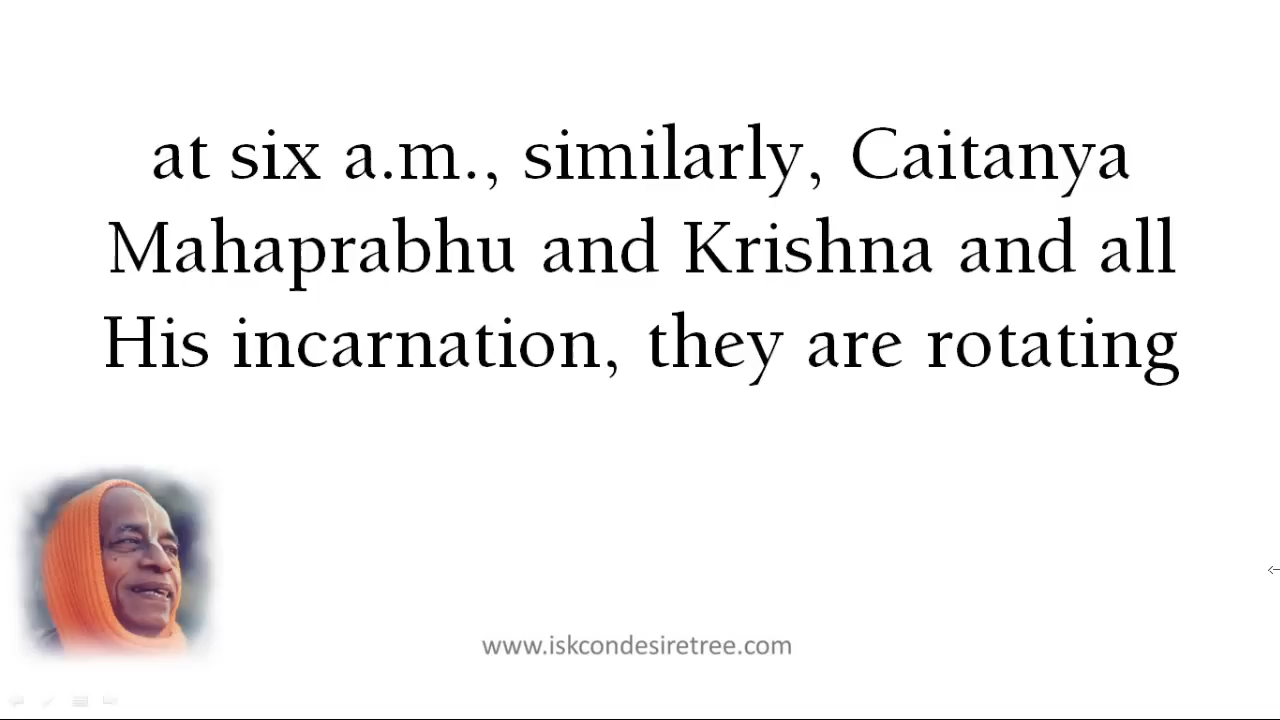 at six a.m., similarly, Caitanya
Mahaprabhu and Krishna and all
His incarnation, they are rotating
www.iskcondesiretree.com